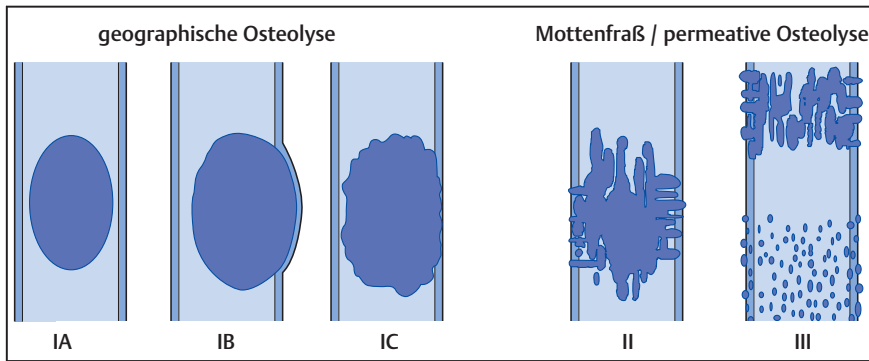 geographische Osteolyse
Mottenfraß / permeative Osteolyse
IA
IB
IC
II
III